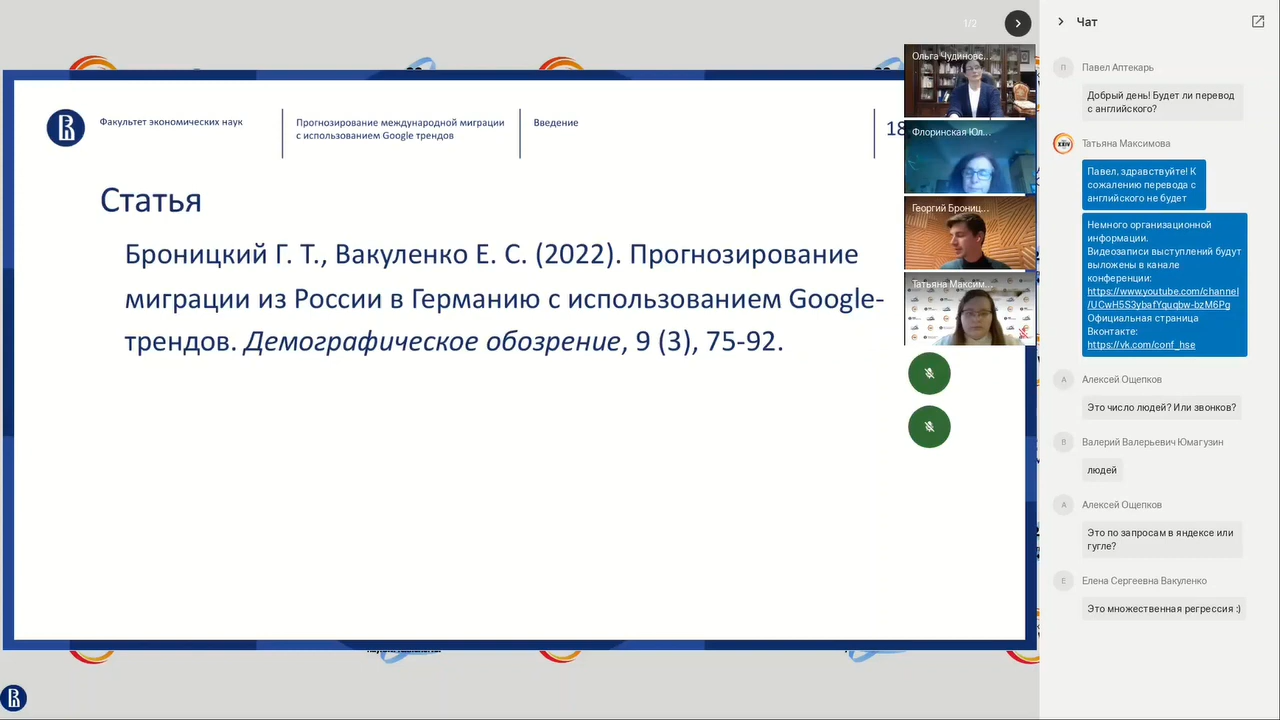 1/2
Факультет экономических наук
Прогнозирование международной миграции
с использованием Google трендов
Введение
18
Статья
Броницкий Г. Т., Вакуленко Е. С. (2022). Прогнозирование
миграции из России в Германию с использованием Google-
трендов. Демографическое обозрение, 9 (3), 75-92.
Ольга Чудиновс...
Флоринская Юл...
Георгий Брониц...
Татьяна Максим...
Чат
П
Павел Аптекарь
Добрый день! Будет ли перевод
с английского?
Татьяна Максимова
Павел, здравствуйте! К
сожалению перевода с
английского не будет
Немного организационной
информации.
Видеозаписи выступлений будут
выложены в канале
конференции:
https://www.youtube.com/channel
/UCwH5S3vbafYquqbw-bzM6Pg
Официальная страница
Вконтакте:
https://vk.com/conf_hse
А
Алексей Ощепков
Это число людей? Или звонков?
В
Валерий Валерьевич Юмагузин
людей
А
Алексей Ощепков
Это по запросам в яндексе или
гугле?
Е
Елена Сергеевна Вакуленко
Это множественная регрессия :)